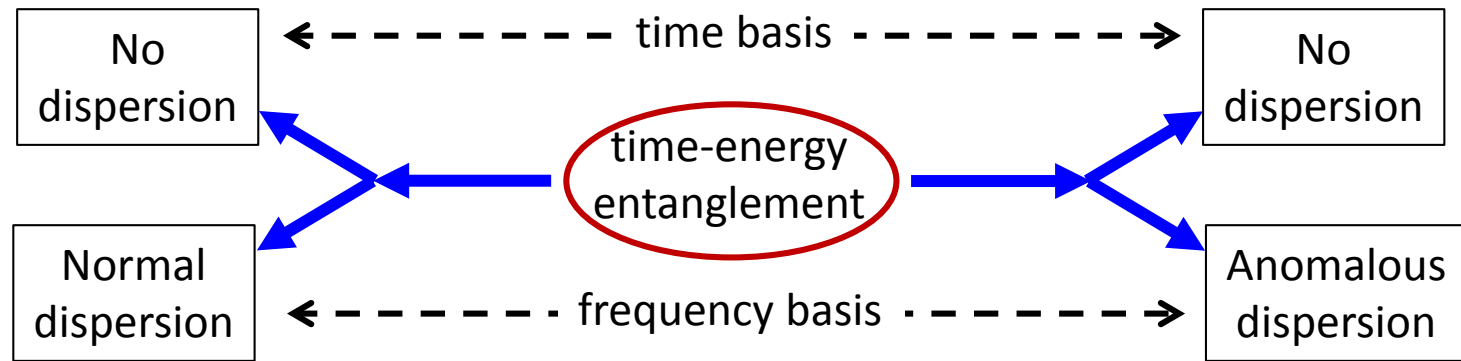 No
dispersion
time basis
No
dispersion
time-energy
entanglement
Normal
dispersion
frequency basis
Anomalous
dispersion